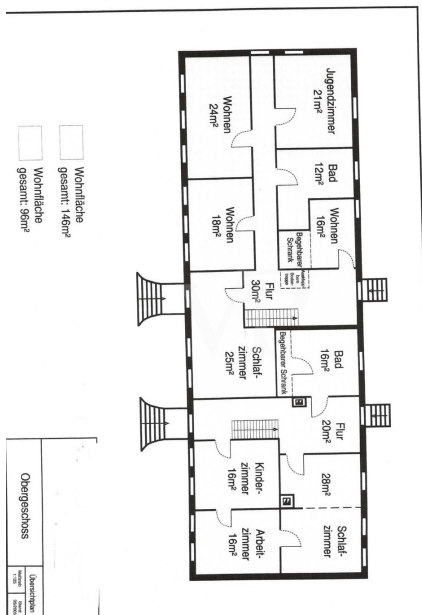 Jugendzimmer
21m²
Bad
12m²
Wohnen
16m²
Begehbarer
Schrank
Wohnen
24m²
Wohnen
18m²
Flur
30m²
Bad
16m²
Begehbarer Schrank
Schlaf-
zimmer
25m²
Flur
20m²
28m²
Schlaf-
zimmer
Kinder-
zimmer
16m²
Arbeit-
zimmer
16m²
Wohnfläche
gesamt: 146m²
Wohnfläche
gesamt: 96m²
Obergeschoss
Übersichtplan